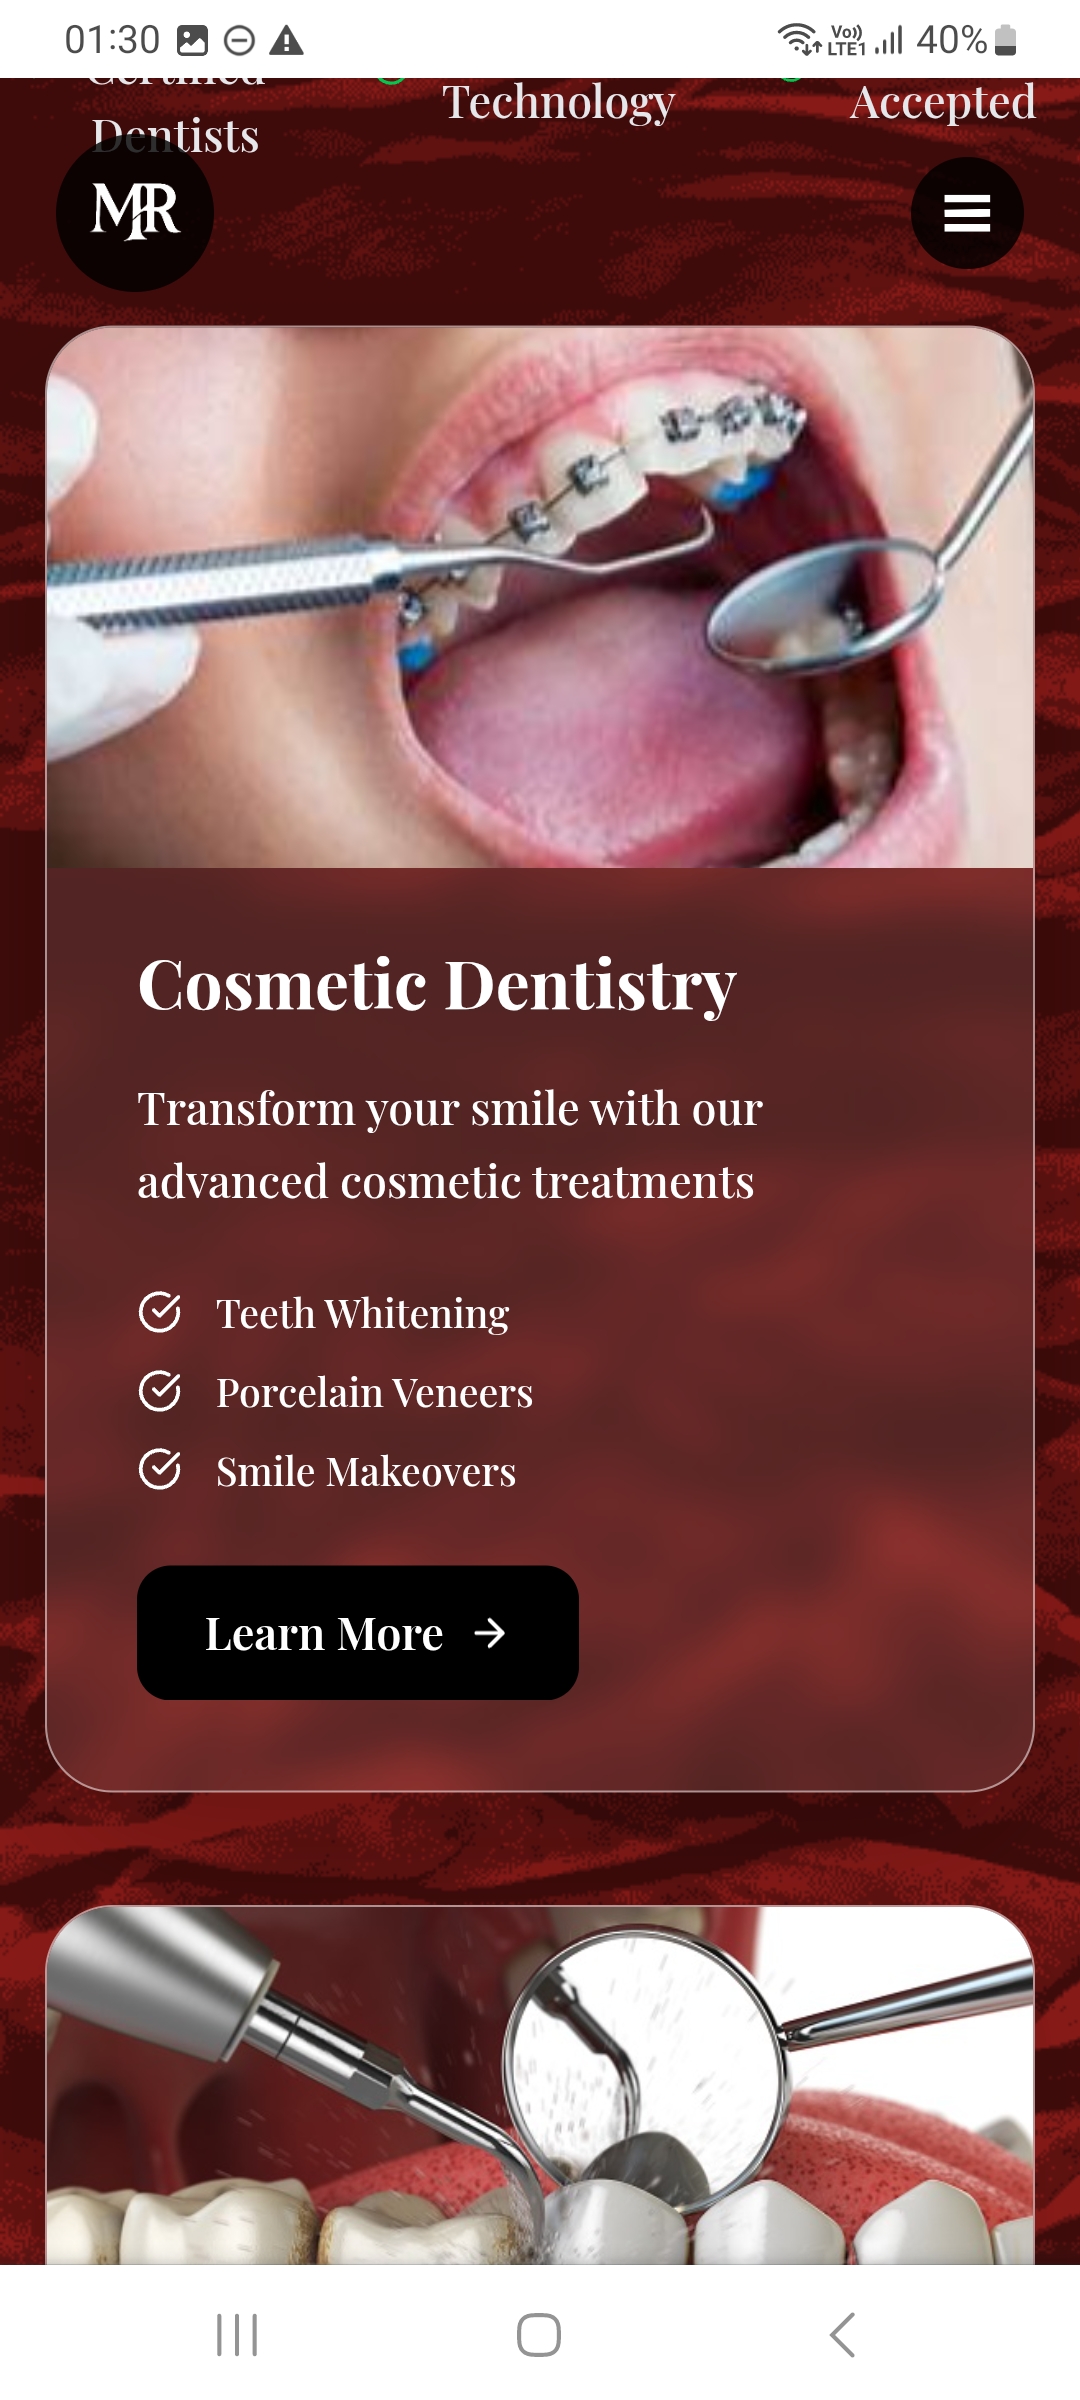 01:30
Vo))
LTE1
40%
Certified
Dentists
Technology
Accepted
MR
Cosmetic Dentistry
Transform your smile with our
advanced cosmetic treatments
Teeth Whitening
Porcelain Veneers
Smile Makeovers
Learn More →